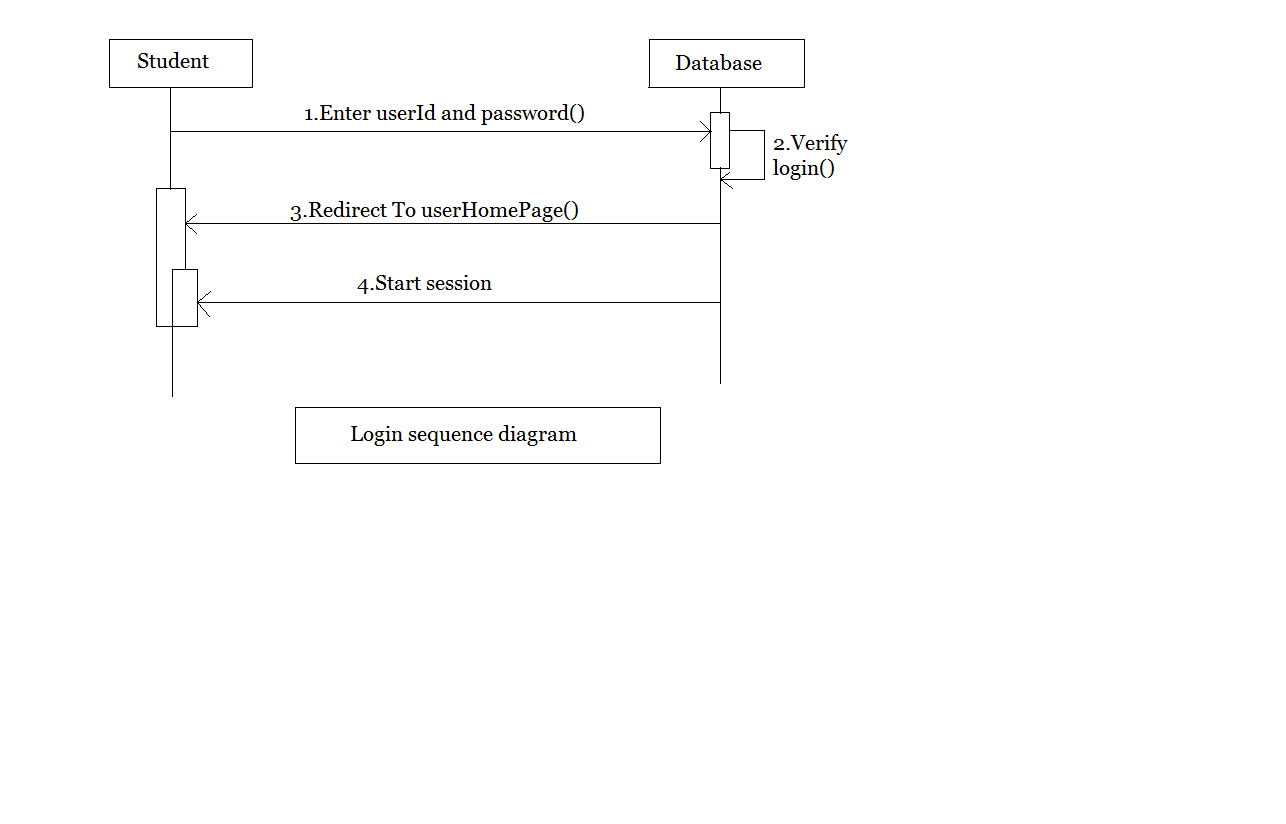 Student
Database
1.Enter userId and password()
2.Verify
login()
3.Redirect To userHomePage()
4.Start session
Login sequence diagram